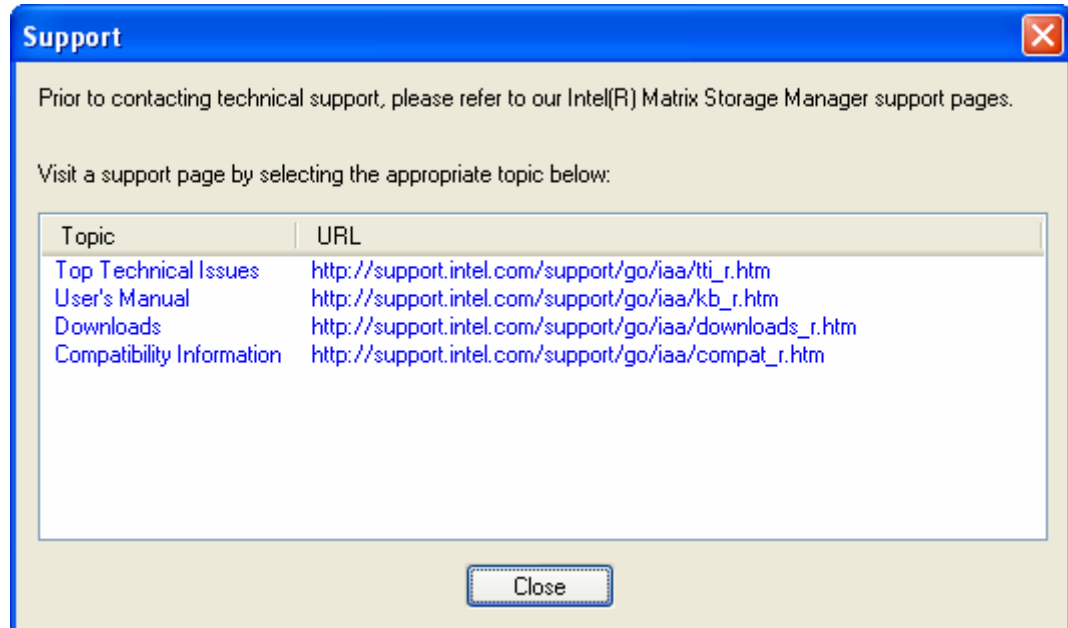 Support
Prior to contacting technical support, please refer to our Intel(R) Matrix Storage Manager support pages.
Visit a support page by selecting the appropriate topic below:
Topic URL
Top Technical Issues http://support.intel.com/support/go/iaa/tti_r.htm
User's Manual http://support.intel.com/support/go/iaa/kb_r.htm
Downloads http://support.intel.com/support/go/iaa/downloads_r.htm
Compatibility Information http://support.intel.com/support/go/iaa/compat_r.htm
Close